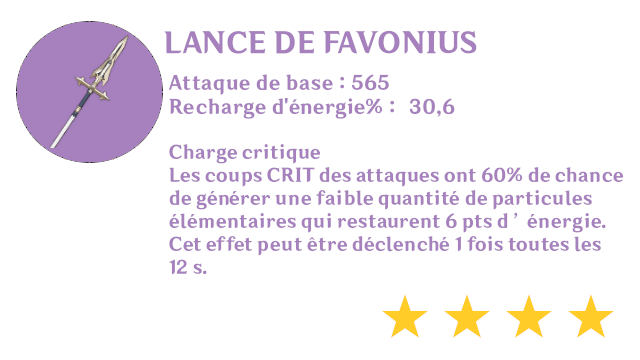 LANCE DE FAVONIUS
Attaque de base : 565
Recharge d'énergie% : 30,6
Charge critique
Les coups CRIT des attaques ont 60% de chance
de générer une faible quantité de particules
élémentaires qui restaurent 6 pts d ’ énergie.
Cet effet peut être déclenché 1 fois toutes les
12 s.